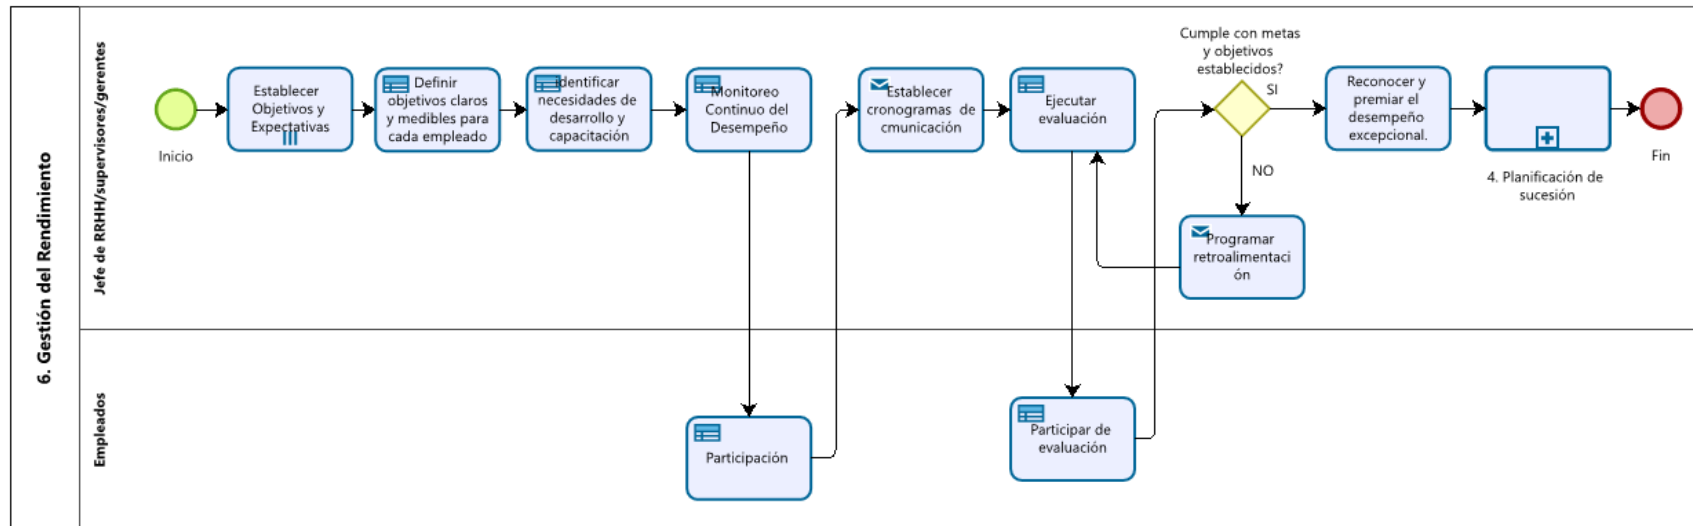 6. Gestión del Rendimiento
Jefe de RRHH/supervisores/gerentes
Inicio
Establecer
Objetivos y
Expectativas
Definir
objetivos claros
y medibles para
cada empleado
identificar
necesidades de
desarrollo y
capacitación
Monitoreo
Continuo del
Desempeño
Establecer
cronogramas de
cmunicación
Ejecutar
evaluación
Cumple con metas
y objetivos
establecidos?
SI
NO
Programar
retroalimentaci
ón
Reconocer y
premiar el
desempeño
excepcional.
4. Planificación de
sucesión
Fin
Empleados
Participación
Participar de
evaluación